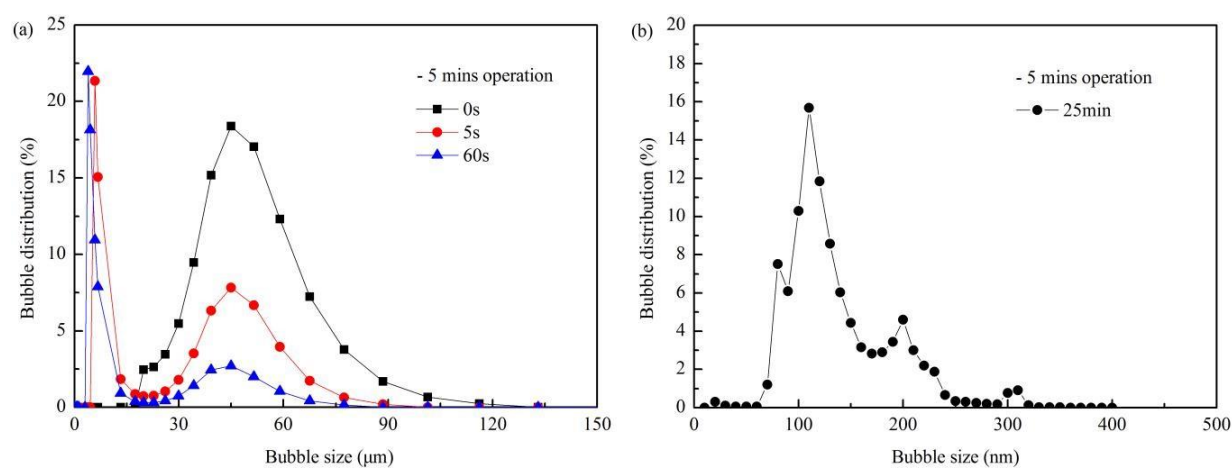 (a)
25
20
15
10
5
0
Bubble distribution (%)
- 5 mins operation
0s
5s
60s
0 30 60 90 120 150
Bubble size (μm)
(b)
20
18
16
14
12
10
8
6
4
2
0
Bubble distribution (%)
- 5 mins operation
25min
0 100 200 300 400 500
Bubble size (nm)